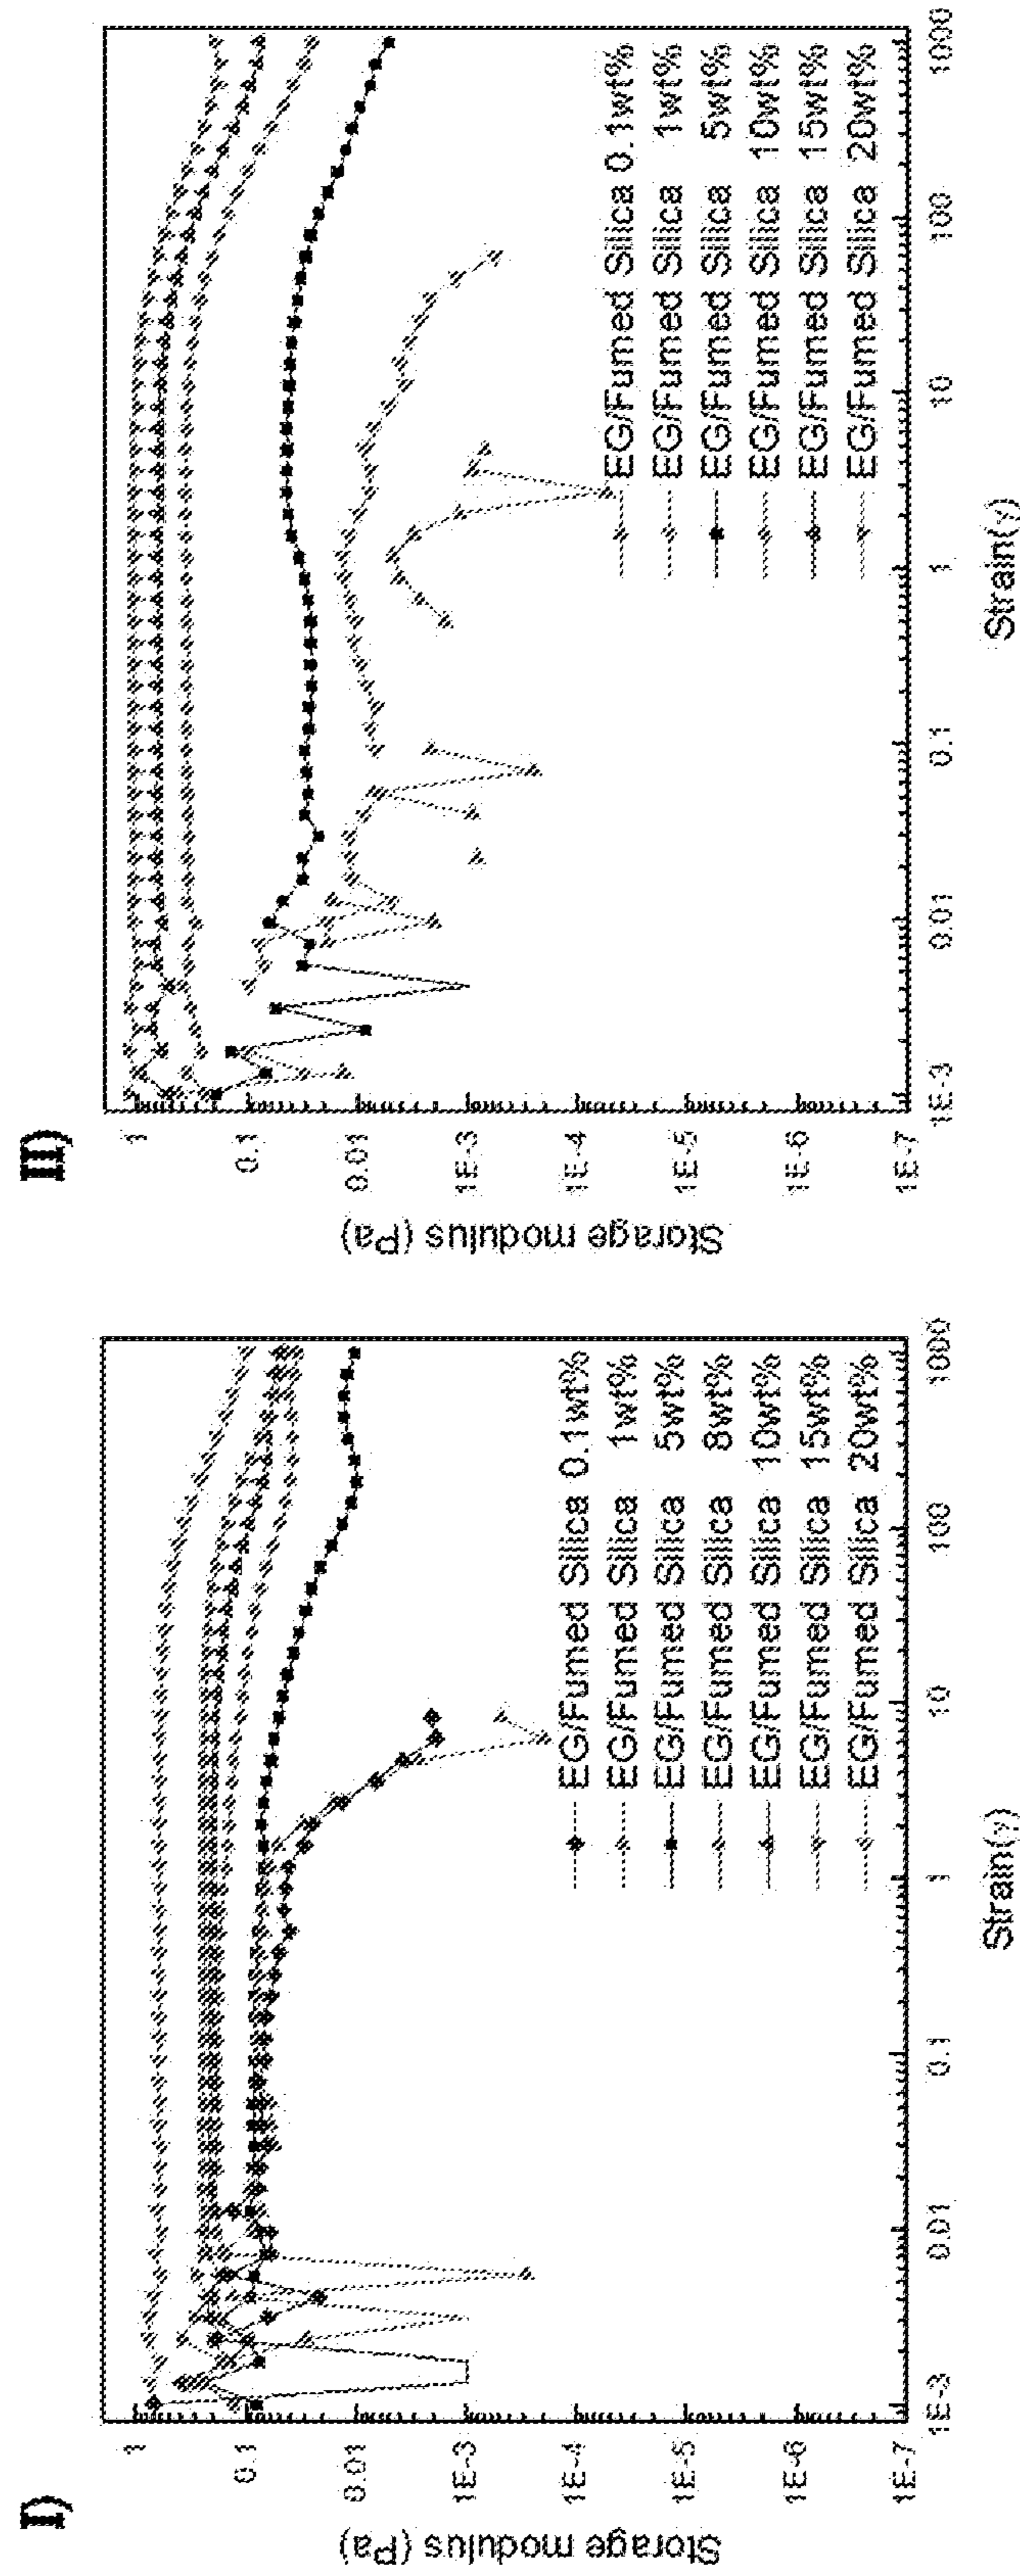 I)
Storage modulus (Pa)
1
0.1
0.01
1E-3
1E-4
1E-5
1E-6
1E-7
EG/Fumed Silica 0.1wt%
EG/Fumed Silica 1wt%
EG/Fumed Silica 5wt%
EG/Fumed Silica 8wt%
EG/Fumed Silica 10wt%
EG/Fumed Silica 15wt%
EG/Fumed Silica 20wt%
1E-3
0.01
0.1
1
10
100
1000
Strain(γ)
II)
Storage modulus (Pa)
1
0.1
0.01
1E-3
1E-4
1E-5
1E-6
1E-7
EG/Fumed Silica 0.1wt%
EG/Fumed Silica 1wt%
EG/Fumed Silica 5wt%
EG/Fumed Silica 10wt%
EG/Fumed Silica 15wt%
EG/Fumed Silica 20wt%
1E-3
0.01
0.1
1
10
100
1000
Strain(γ)